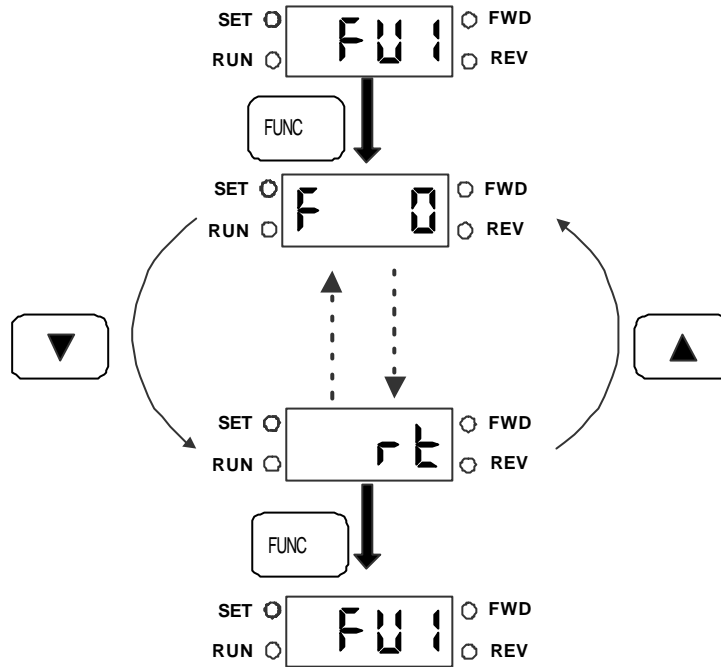 SET FU1 FWD
RUN REV
FUNC
SET F 0 FWD
RUN REV
▼ ▲
SET rt FWD
RUN REV
FUNC
SET FU1 FWD
RUN REV